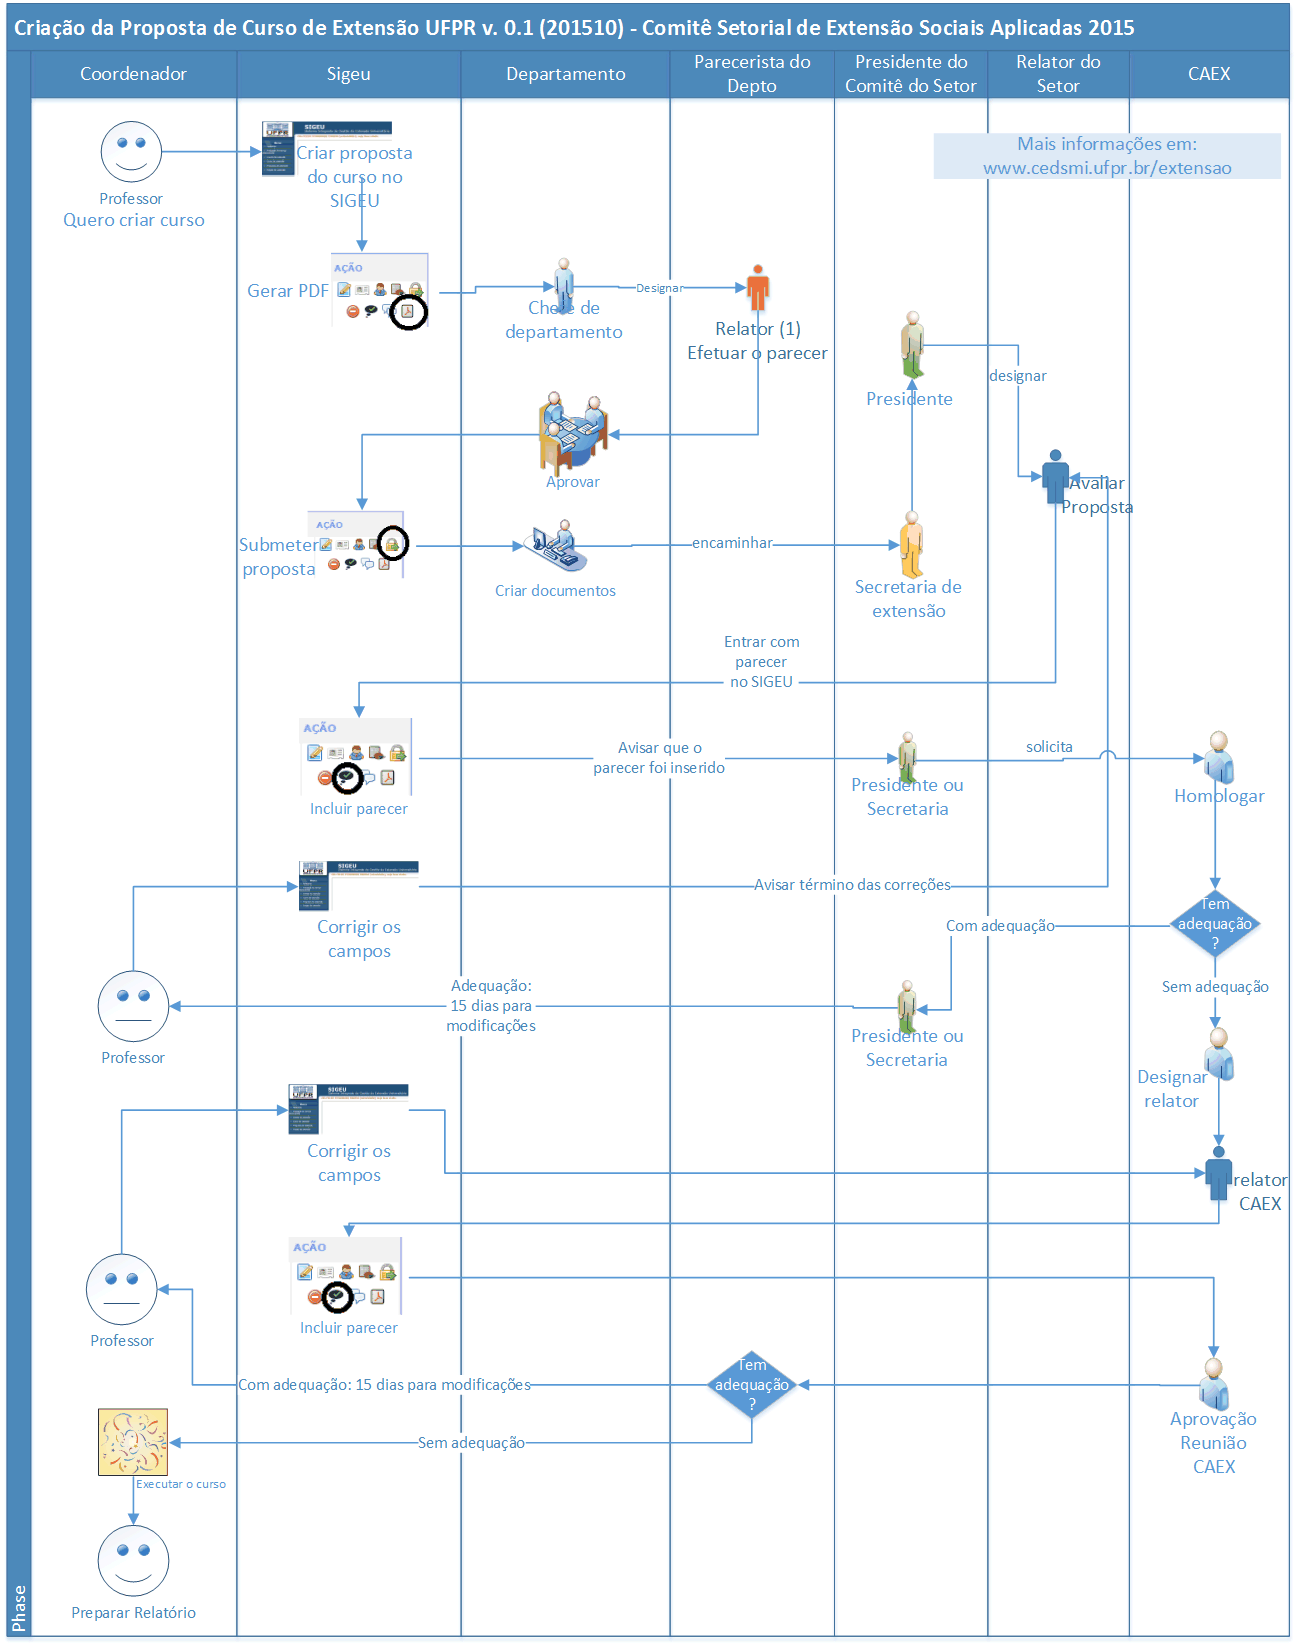 Criação da Proposta de Curso de Extensão UFPR v. 0.1 (201510) - Comitê Setorial de Extensão Sociais Aplicadas 2015
Coordenador
Sigeu
Departamento
Parecerista do
Depto
Presidente do
Comitê do Setor
Relator do
Setor
CAEX
Mais informações em:
www.cedsmi.ufpr.br/extensao
Professor
Quero criar curso
SIGEU
UFPR
Criar proposta
do curso no
SIGEU
AÇÃO
Gerar PDF
Chefe de
departamento
Designar
Relator (1)
Efetuar o parecer
Presidente
designar
Aprovar
Avaliar
Proposta
AÇÃO
Submeter
proposta
Criar documentos
encaminhar
Secretaria de
extensão
Entrar com
parecer
no SIGEU
AÇÃO
Incluir parecer
Avisar que o
parecer foi inserido
Presidente ou
Secretaria
solicita
Homologar
SIGEU
UFPR
Corrigir os
campos
Avisar término das correções
Tem
adequação
?
Com adequação
Sem adequação
Adequação:
15 dias para
modificações
Professor
Presidente ou
Secretaria
Designar
relator
SIGEU
UFPR
Corrigir os
campos
relator
CAEX
AÇÃO
Incluir parecer
Professor
Com adequação: 15 dias para modificações
Tem
adequação
?
Aprovação
Reunião
CAEX
Sem adequação
Executar o curso
Preparar Relatório
Phase